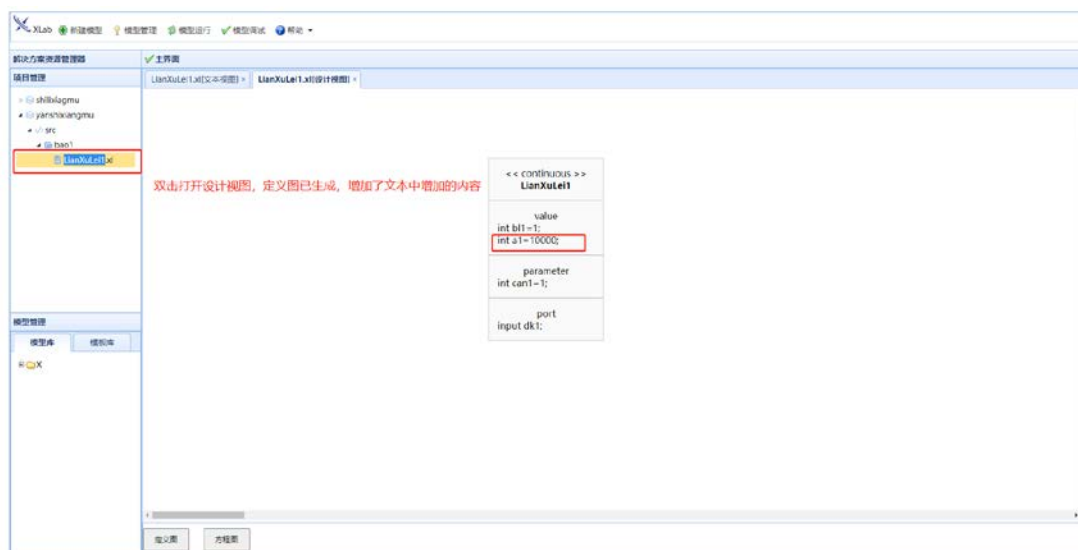 XLab 新建模型 模型管理 模型运行 模型调试 帮助
解决方案资源管理器
主界面
项目管理
LianXuLei1.xl(文本视图) × LianXuLei1.xl(设计视图) ×
shilixiagmu
yanshixiangmu
src
bao1
LianXuLei1.xl
双击打开设计视图，定义图已生成，增加了文本中增加的内容
<< continuous >>
LianXuLei1
value
int bl1=1;
int a1=10000;
parameter
int can1=1;
port
input dk1;
模型管理
模型库 模板库
X
定义图 方程图